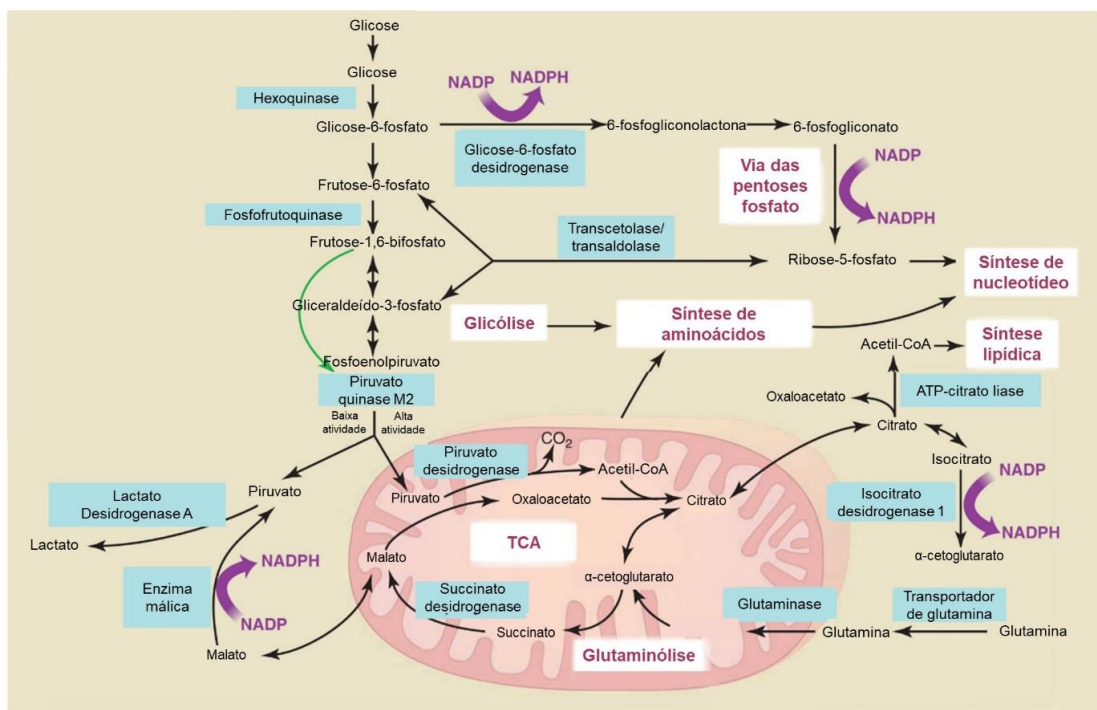 Glicose
Glicose
Hexoquinase
NADP
NADPH
Glicose-6-fosfato
6-fosfogliconolactona
6-fosfogliconato
Glicose-6-fosfato
desidrogenase
Via das
pentoses
fosfato
NADP
NADPH
Frutose-6-fosfato
Fosfofrutoquinase
Transcetolase/
transaldolase
Frutose-1,6-bifosfato
Ribose-5-fosfato
Síntese de
nucleotídeo
Gliceraldeído-3-fosfato
Glicólise
Síntese de
aminoácidos
Acetil-CoA
Síntese
lipídica
Fosfoenolpiruvato
Piruvato
quinase M2
Oxaloacetato
ATP-citrato liase
Baixa
atividade
Alta
atividade
Citrato
CO2
Piruvato
desidrogenase
Acetil-CoA
Isocitrato
Piruvato
Piruvato
Oxaloacetato
Citrato
Isocitrato
desidrogenase 1
NADP
NADPH
Lactato
Desidrogenase A
Lactato
TCA
α-cetoglutarato
Malato
α-cetoglutarato
NADPH
Enzima
málica
NADP
Succinato
desidrogenase
Glutaminase
Transportador
de glutamina
Succinato
Glutamina
Glutamina
Malato
Glutaminólise